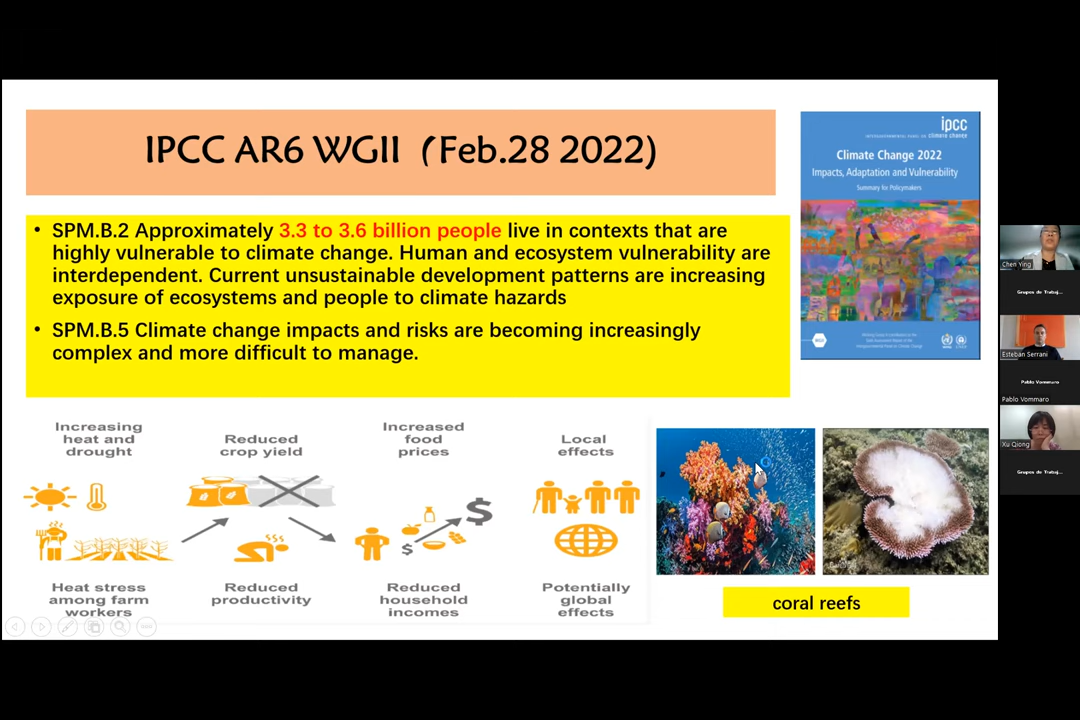 IPCC AR6 WGII (Feb.28 2022)
• SPM.B.2 Approximately 3.3 to 3.6 billion people live in contexts that are
highly vulnerable to climate change. Human and ecosystem vulnerability are
interdependent. Current unsustainable development patterns are increasing
exposure of ecosystems and people to climate hazards
• SPM.B.5 Climate change impacts and risks are becoming increasingly
complex and more difficult to manage.
ipcc
climate change
Climate Change 2022
Impacts, Adaptation and Vulnerability
Summary for Policymakers
Increasing
heat and
drought
Reduced
crop yield
Increased
food
prices
Local
effects
$
$
Heat stress
among farm
workers
Reduced
productivity
Reduced
household
incomes
Potentially
global
effects
coral reefs
Chen Ying
Grupos de Trabaj...
Esteban Serrani
Pablo Vommaro
Pablo Vommaro
Xu Qiong
Grupos de Trabaj...